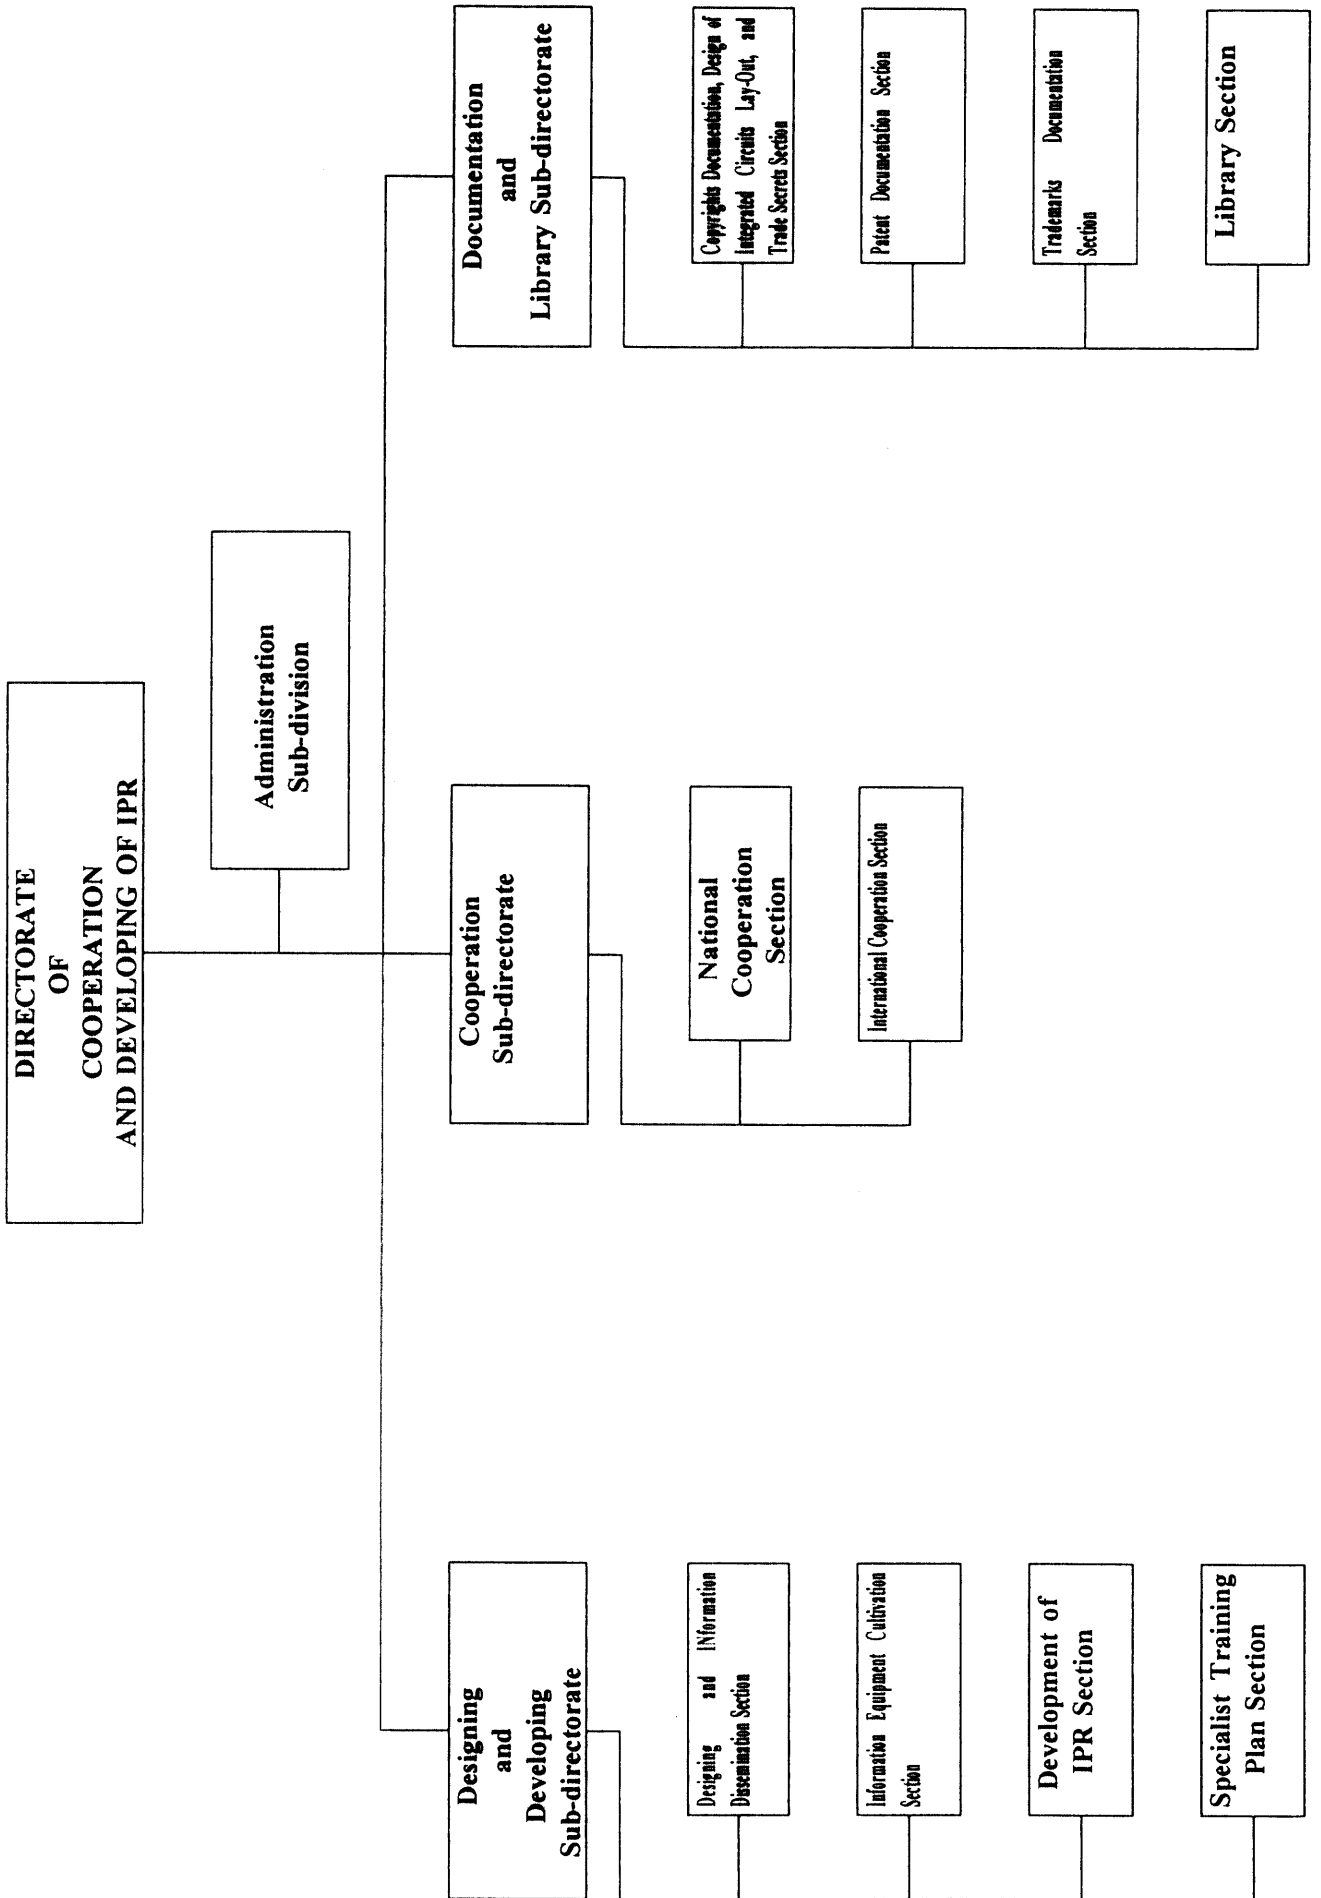 DIRECTORATE
OF
COOPERATION
AND DEVELOPING OF IPR
Administration
Sub-division
Designing
and
Developing
Sub-directorate
Cooperation
Sub-directorate
Documentation
and
Library Sub-directorate
Designing and INformation
Dissemination Section
Information Equipment Cultivation
Section
Development of
IPR Section
Specialist Training
Plan Section
National
Cooperation
Section
International Cooperation Section
Copyrights Documentation, Design of
Integrated Circuits Lay-Out, and
Trade Secrets Section
Patent Documentation Section
Trademarks Documentation
Section
Library Section